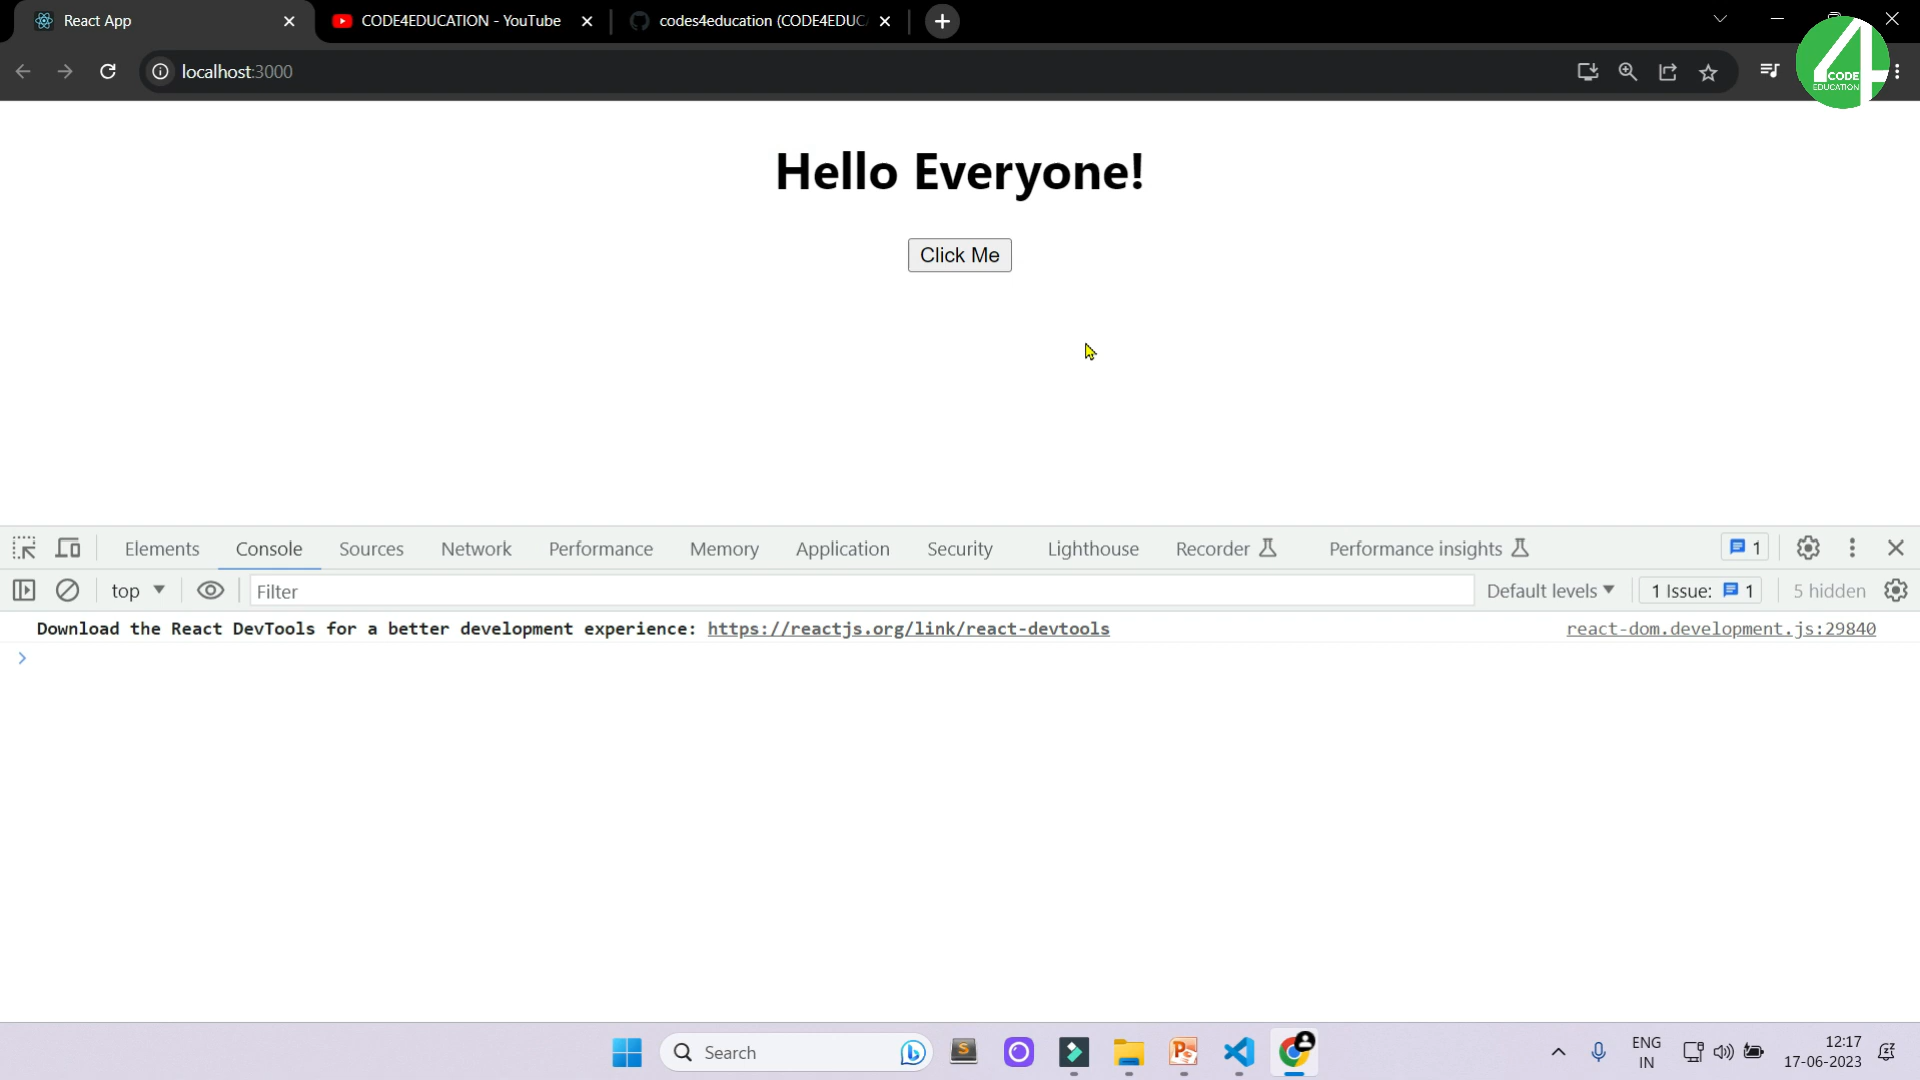 React App
CODE4EDUCATION - YouTube
codes4education (CODE4EDUC
localhost:3000
4
CODE
EDUCATION
Hello Everyone!
Click Me
Elements Console Sources Network Performance Memory Application Security Lighthouse Recorder Performance insights 1
top Filter Default levels 1 Issue: 1 5 hidden
Download the React DevTools for a better development experience: https://reactjs.org/link/react-devtools react-dom.development.js:29840
Search
ENG
IN
12:17
17-06-2023